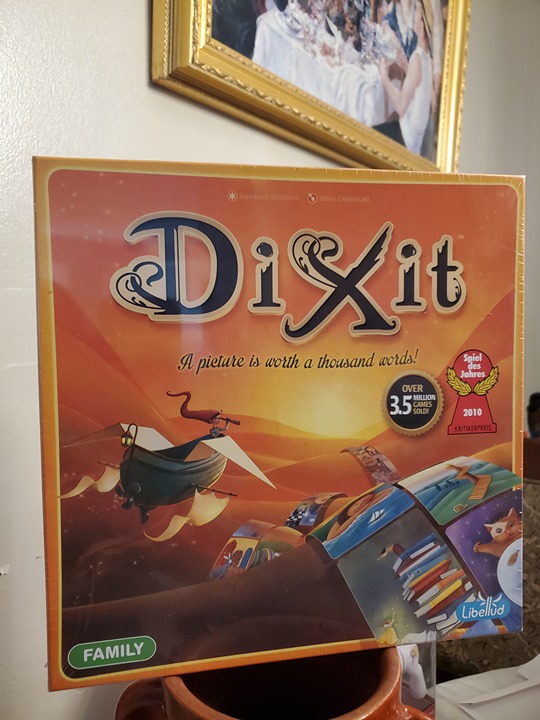 DiXit
™
A picture is worth a thousand words!
OVER
3.5 MILLION
GAMES
SOLD!
Spiel
des
Jahres
2010
KRITIKERPREIS
Libellud
FAMILY